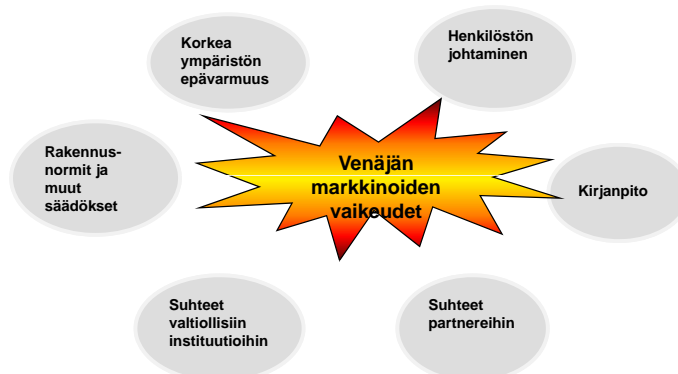 Korkea
ympäristön
epävarmuus
Henkilöstön
johtaminen
Rakennus-
normit ja
muut
säädökset
Venäjän
markkinoiden
vaikeudet
Kirjanpito
Suhteet
valtiollisiin
instituutioihin
Suhteet
partnereihin